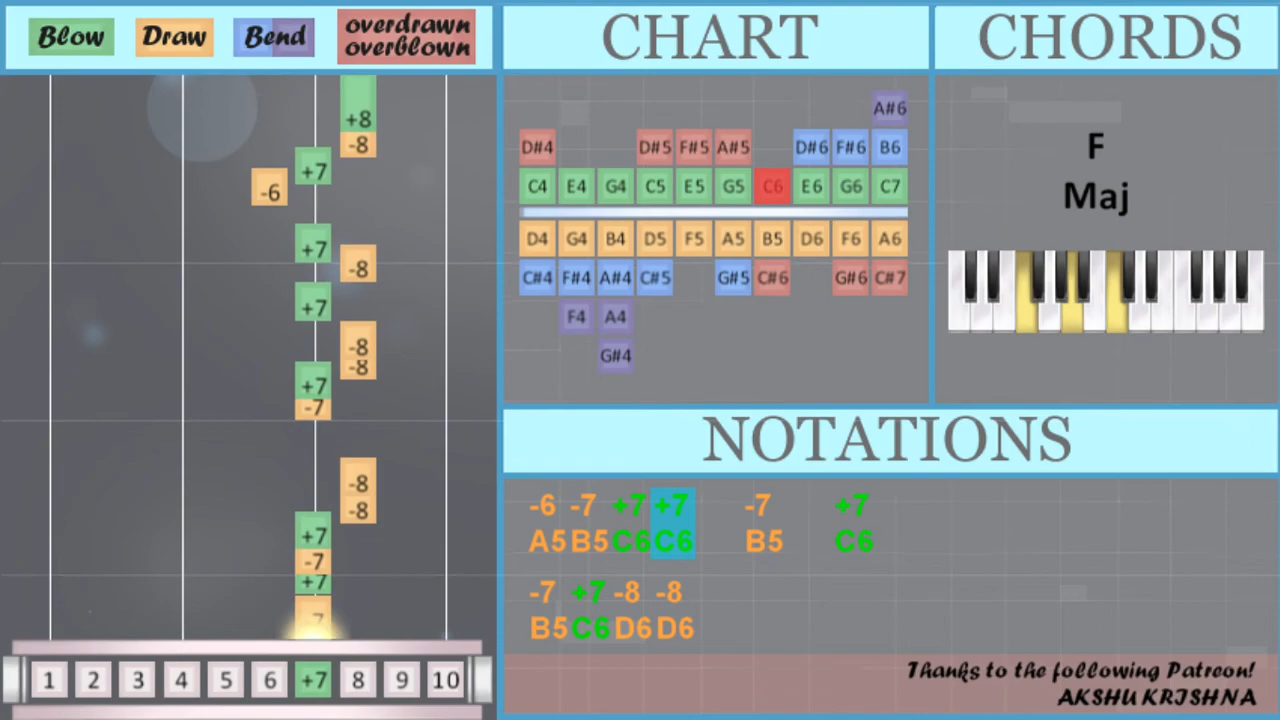 Blow Draw Bend overdrawn
overblown
CHART
CHORDS
+8
-8
+7
-6
+7
-8
+7
-8
-8
+7
-7
-8
-8
+7
-7
+7
-7
1 2 3 4 5 6 +7 8 9 10
A#6
D#4 D#5 F#5 A#5 D#6 F#6 B6
C4 E4 G4 C5 E5 G5 C6 E6 G6 C7
D4 G4 B4 D5 F5 A5 B5 D6 F6 A6
C#4 F#4 A#4 C#5 G#5 C#6 G#6 C#7
F4 A4
G#4
F
Maj
NOTATIONS
-6 -7 +7 +7 -7 +7
A5 B5 C6 C6 B5 C6
-7 +7 -8 -8
B5 C6 D6 D6
Thanks to the following Patreon!
AKSHU KRISHNA